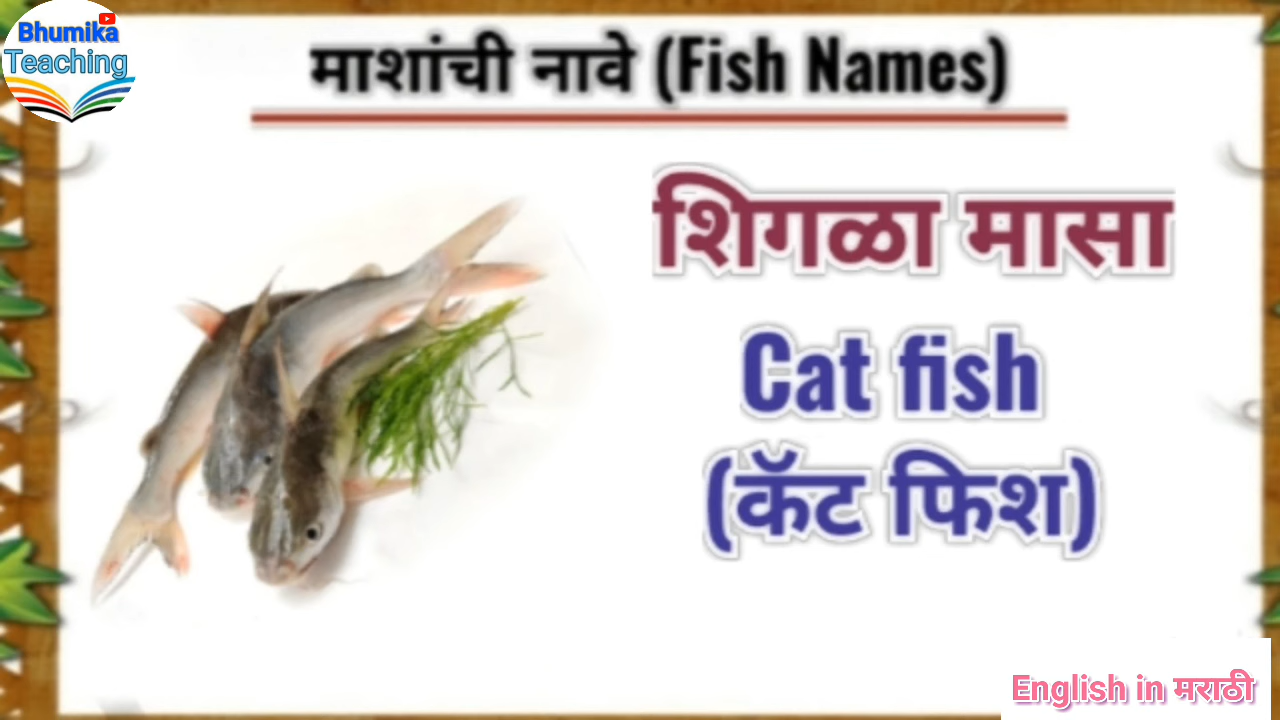 Bhumika
Teaching
माशांची नावे (Fish Names)
शिगळा मासा
Cat fish
(कॅट फिश)
English in मराठी